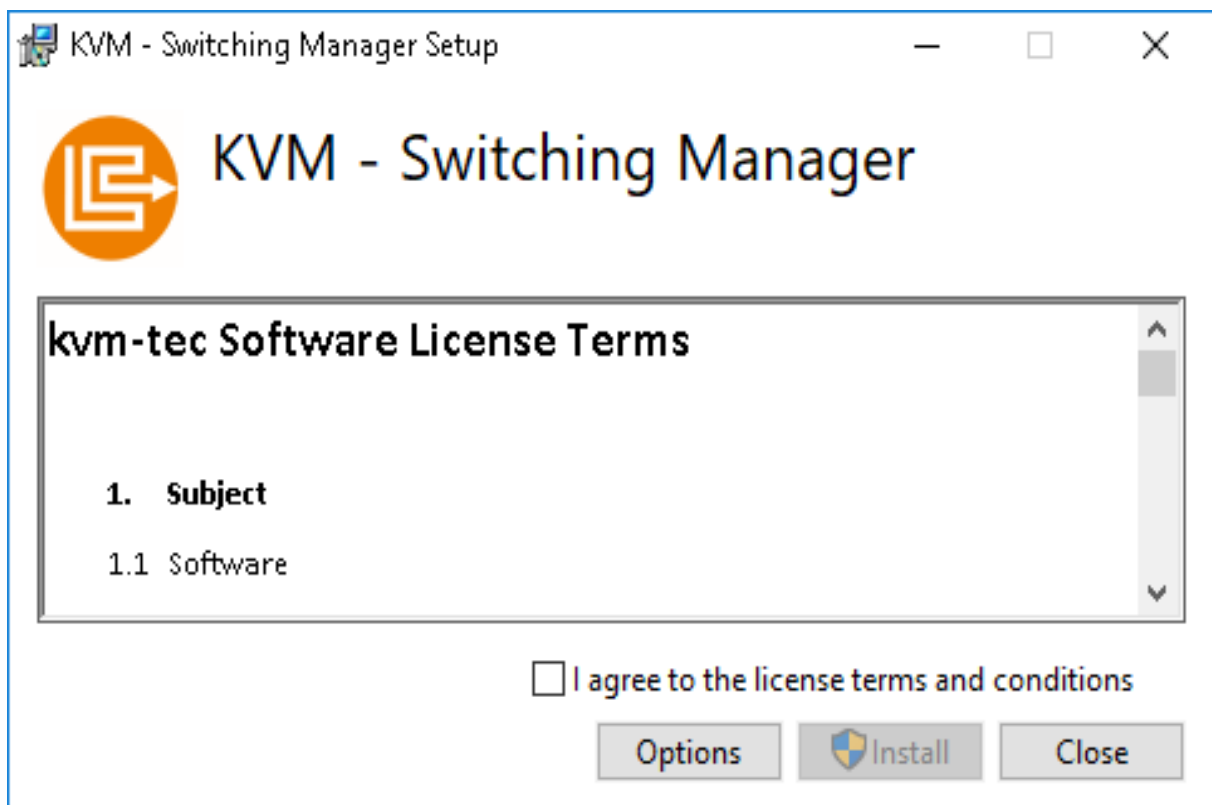 KVM - Switching Manager Setup
KVM - Switching Manager
kvm-tec Software License Terms
1. Subject
1.1 Software
I agree to the license terms and conditions
Options
Install
Close